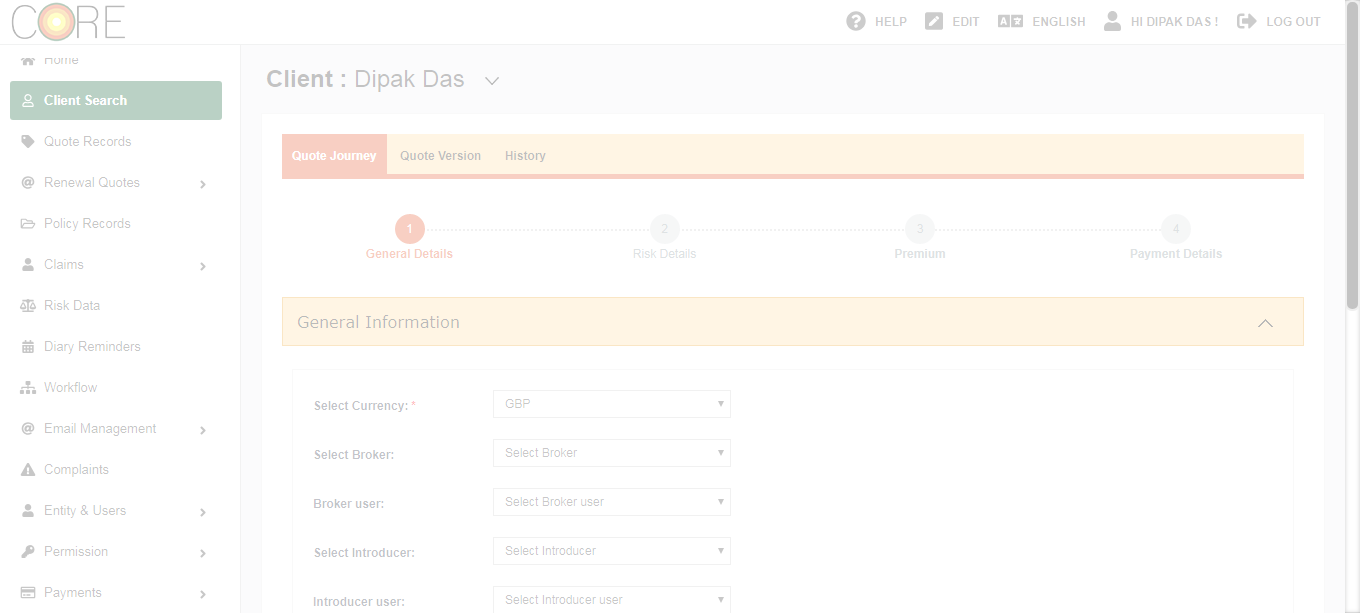 CORE
HELP
EDIT
ENGLISH
HI DIPAK DAS !
LOG OUT
Home
Client Search
Quote Records
Renewal Quotes
Policy Records
Claims
Risk Data
Diary Reminders
Workflow
Email Management
Complaints
Entity & Users
Permission
Payments
Client : Dipak Das
Quote Journey Quote Version History
1 2 3 4
General Details Risk Details Premium Payment Details
General Information
Select Currency: * GBP
Select Broker: Select Broker
Broker user: Select Broker user
Select Introducer: Select Introducer
Introducer user: Select Introducer user